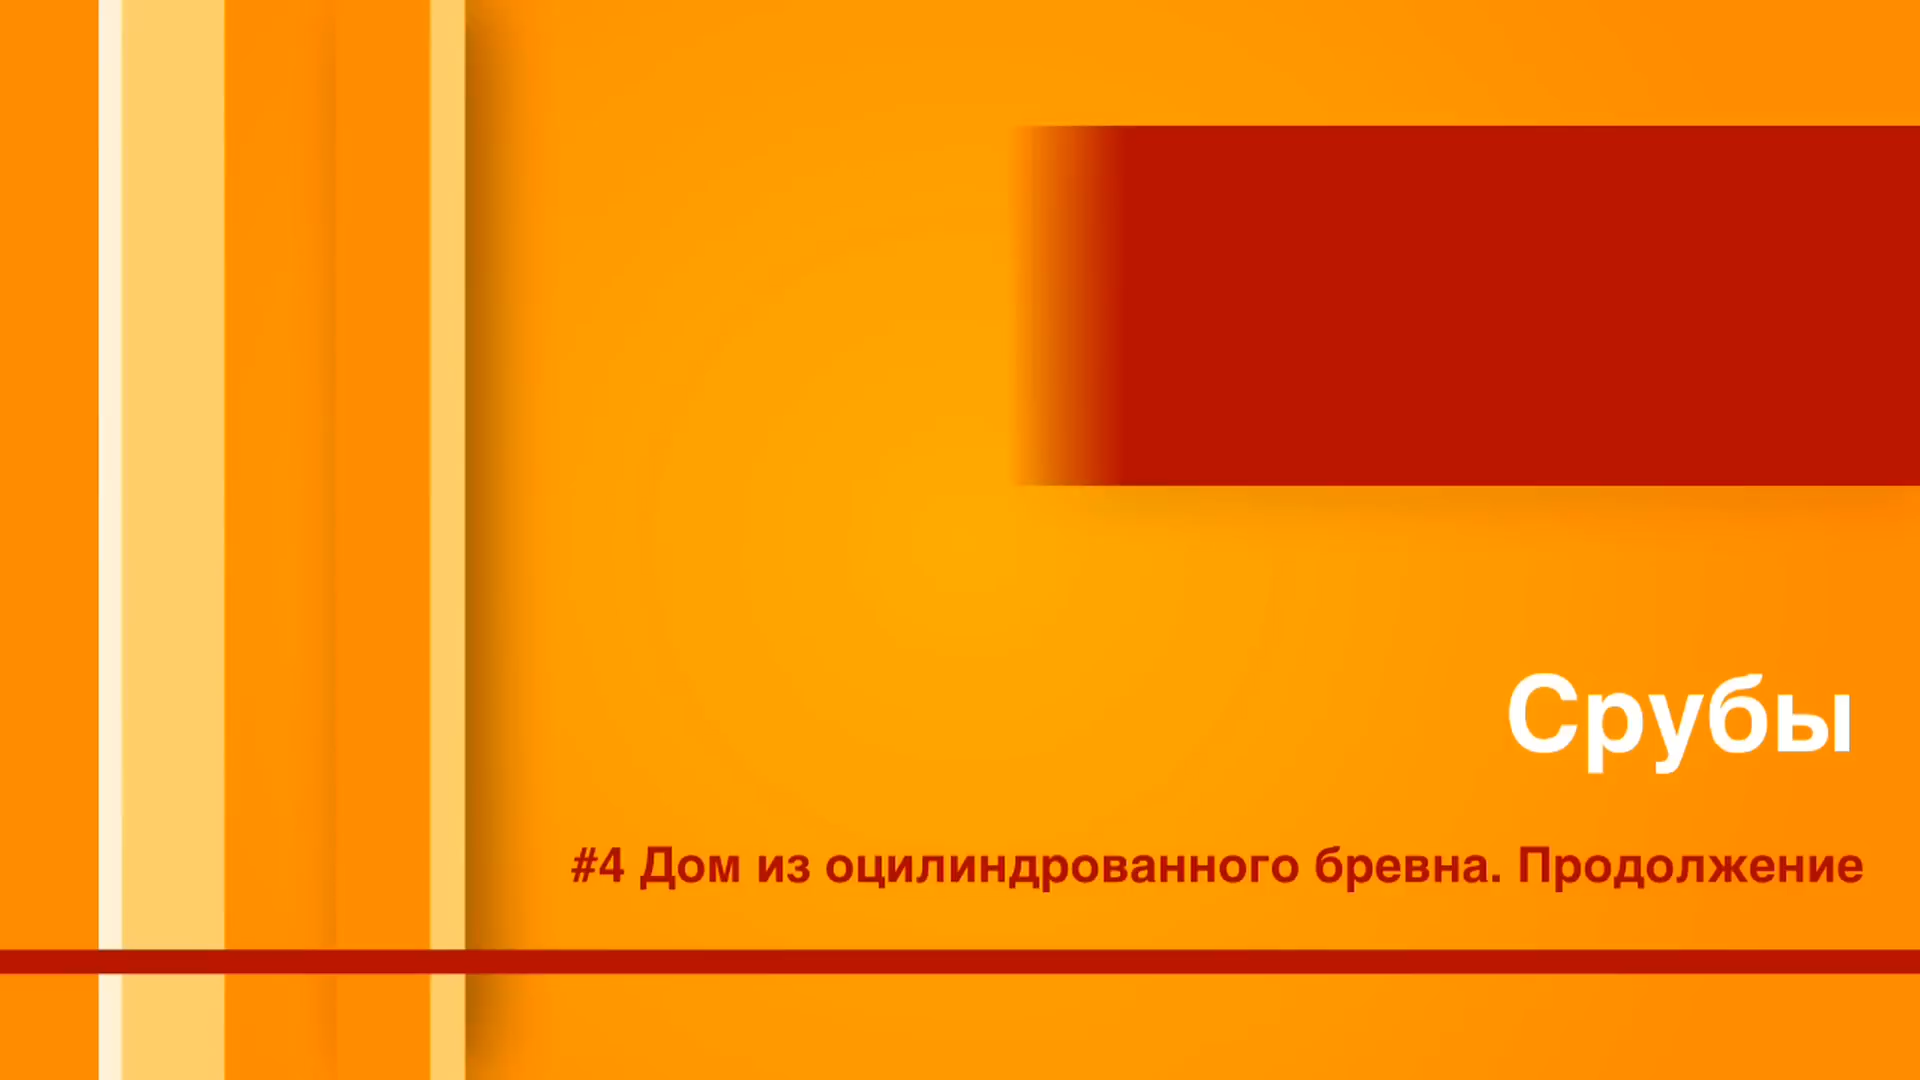 Срубы
#4 Дом из оцилиндрованного бревна. Продолжение